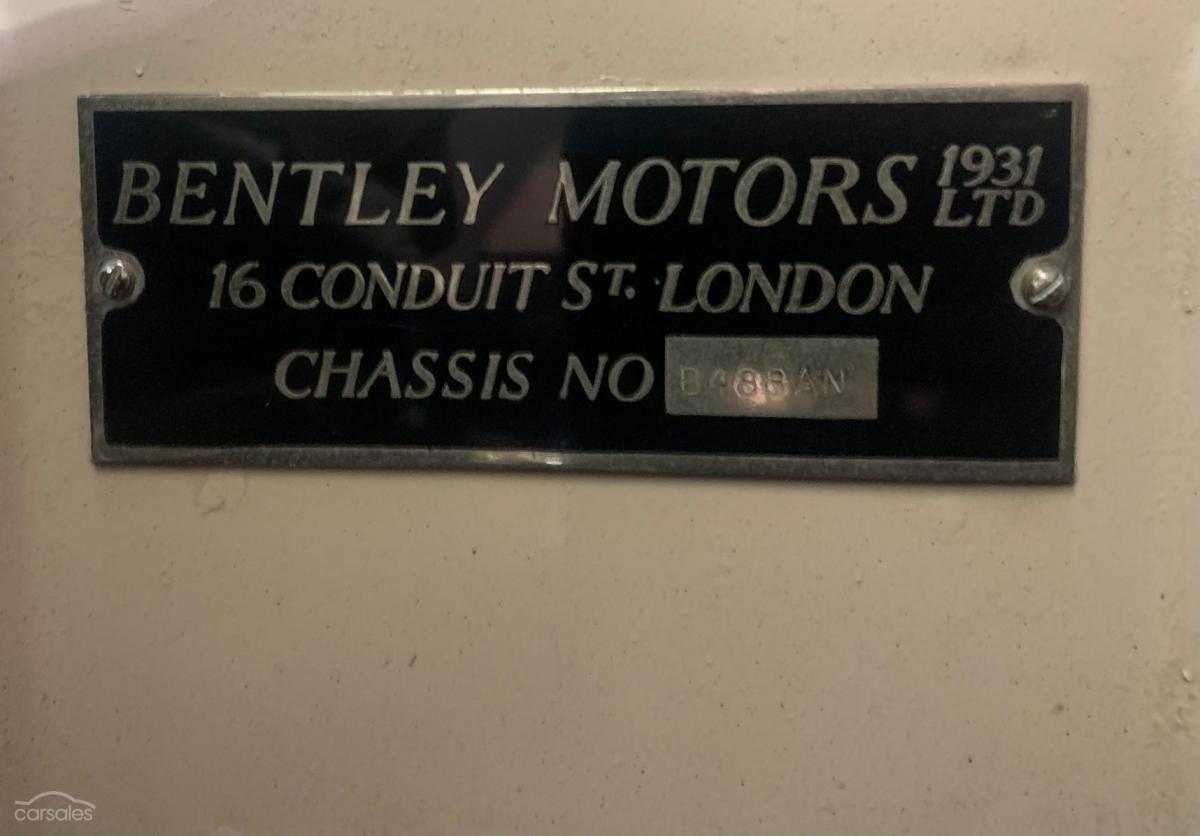 BENTLEY MOTORS 1931 LTD
16 CONDUIT ST. LONDON
CHASSIS NO B488AN
carsales